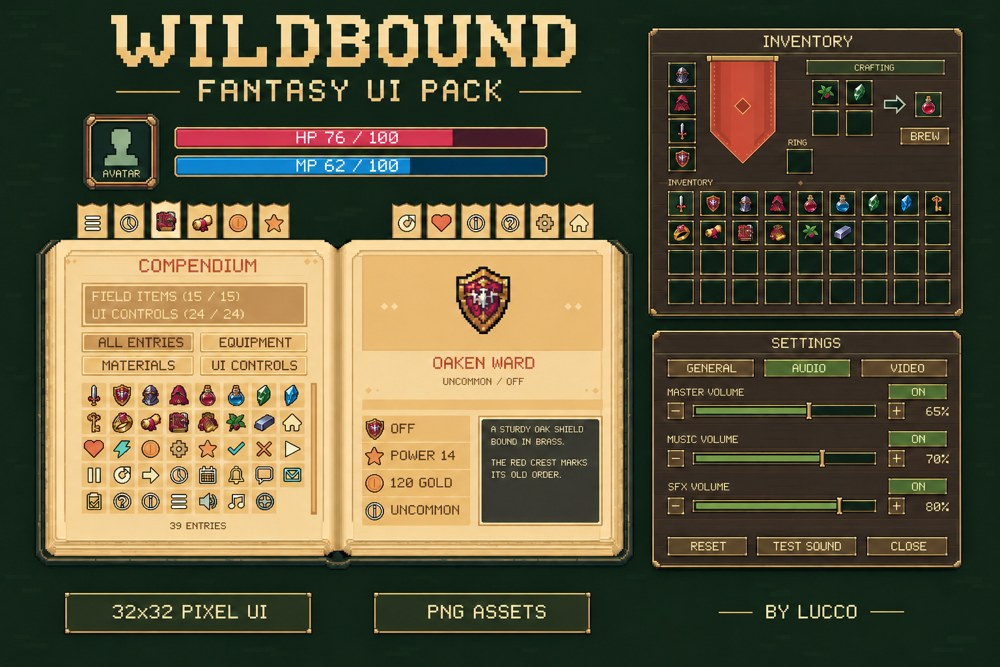 WILDBOUND
FANTASY UI PACK
AVATAR
HP 76 / 100
MP 62 / 100
COMPENDIUM
FIELD ITEMS (15 / 15)
UI CONTROLS (24 / 24)
ALL ENTRIES
EQUIPMENT
MATERIALS
UI CONTROLS
39 ENTRIES
OAKEN WARD
UNCOMMON / OFF
OFF
POWER 14
120 GOLD
UNCOMMON
A STURDY OAK SHIELD
BOUND IN BRASS.
THE RED CREST MARKS
ITS OLD ORDER.
INVENTORY
CRAFTING
BREW
RING
INVENTORY
SETTINGS
GENERAL
AUDIO
VIDEO
MASTER VOLUME
ON
65%
MUSIC VOLUME
ON
70%
SFX VOLUME
ON
80%
RESET
TEST SOUND
CLOSE
32x32 PIXEL UI
PNG ASSETS
BY LUCCO